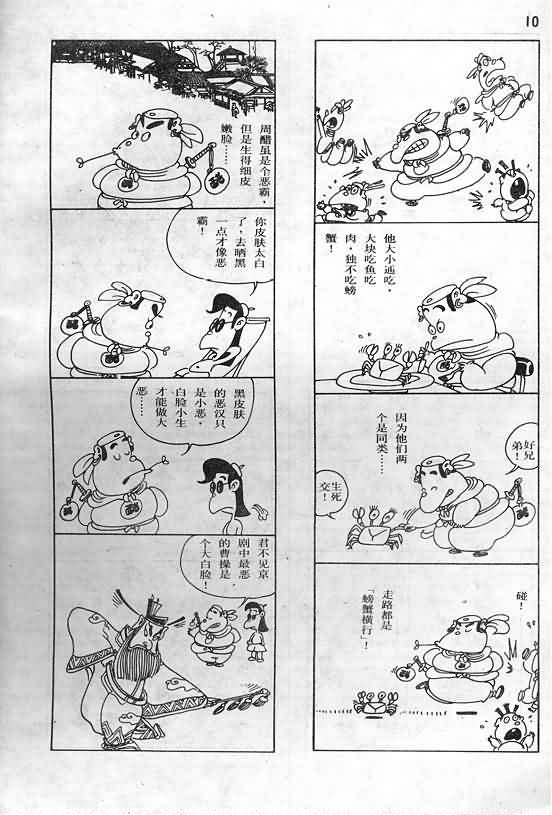 10
他大小通吃，
大块吃鱼吃
肉，独不吃螃
蟹！
因为他们两
个是同类……
好兄
弟！
生死
交！
碰！
走路都是
「螃蟹横行」！
周醋虽是个恶霸，
但是生得细皮
嫩脸……
你皮肤太白
了，去晒黑
一点才像恶
霸！
黑皮肤
的恶汉只
是小恶，
白脸小生
才能做大
恶……
君不见京
剧中最恶
的曹操是
个大白脸！